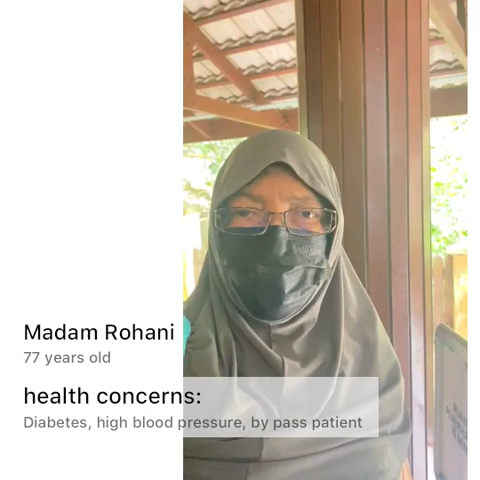 Madam Rohani
77 years old
health concerns:
Diabetes, high blood pressure, by pass patient